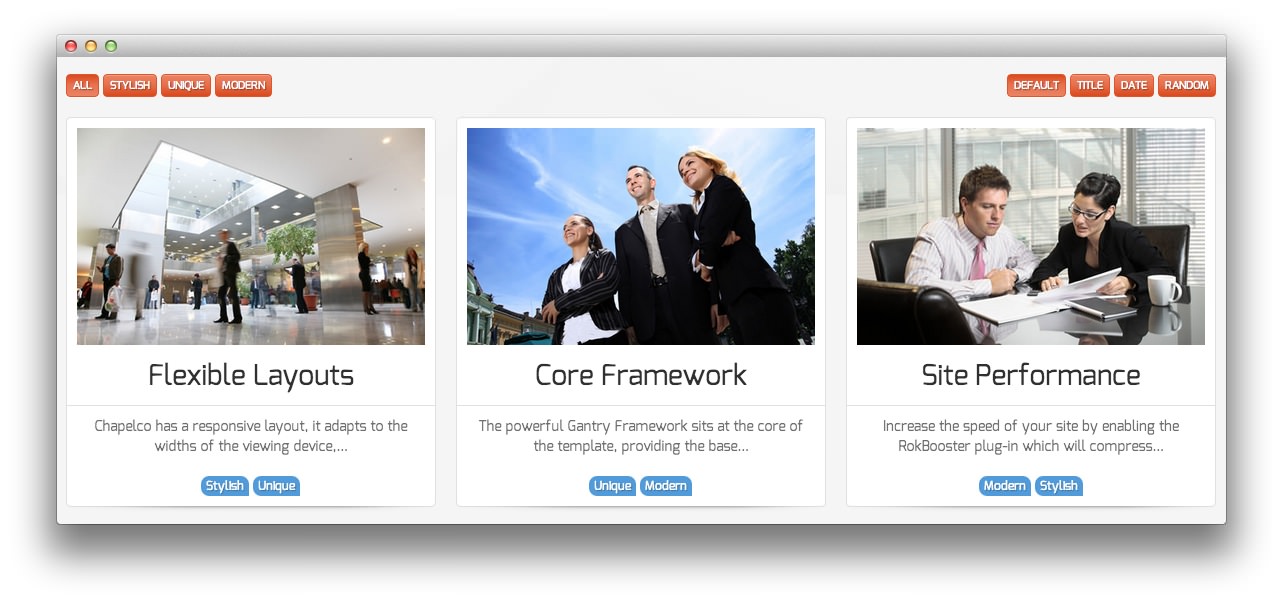 ALL STYLISH UNIQUE MODERN DEFAULT TITLE DATE RANDOM
Flexible Layouts
Chapelco has a responsive layout, it adapts to the
widths of the viewing device,...
Stylish Unique
Core Framework
The powerful Gantry Framework sits at the core of
the template, providing the base...
Unique Modern
Site Performance
Increase the speed of your site by enabling the
RokBooster plug-in which will compress...
Modern Stylish